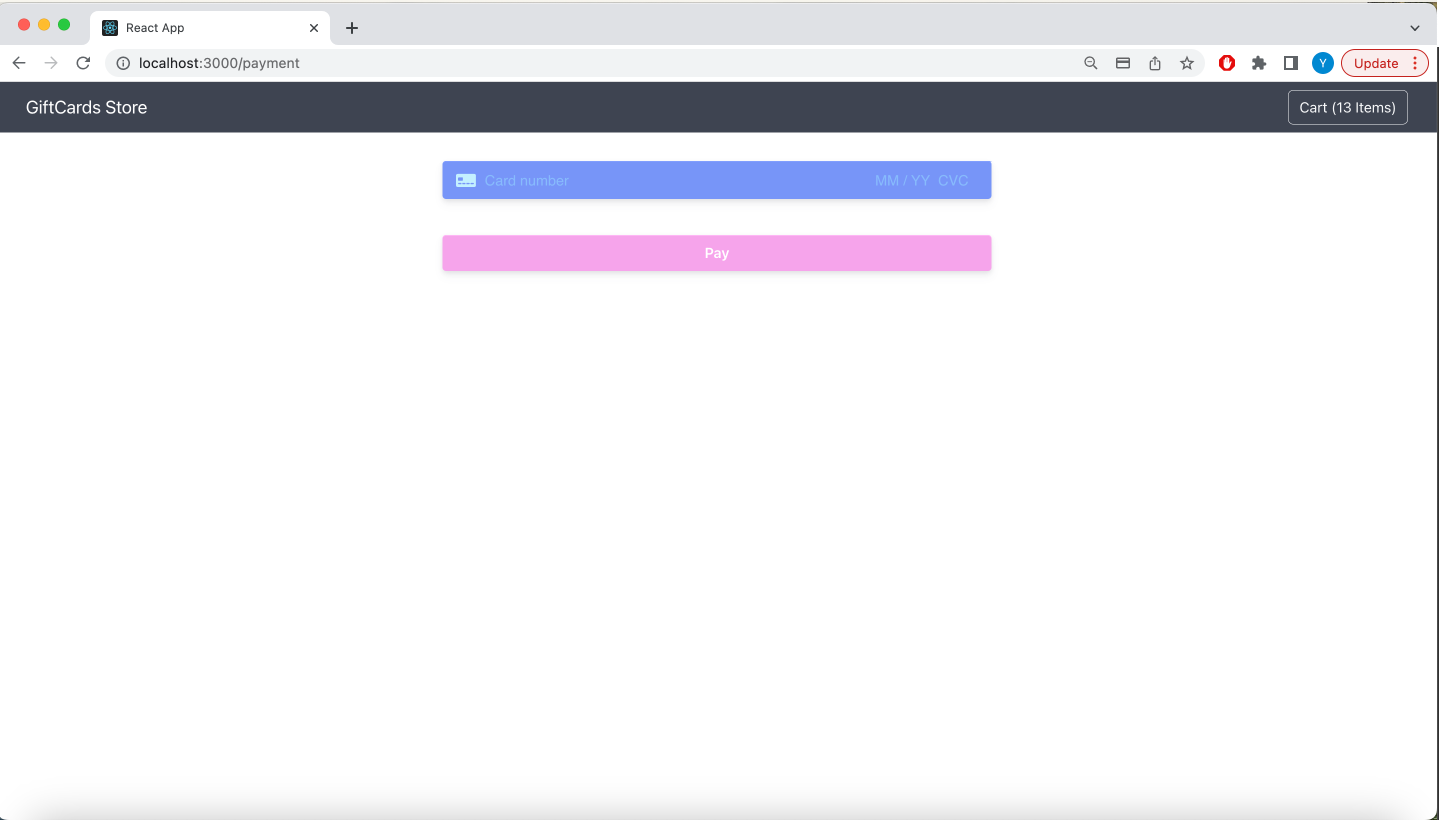 React App
localhost:3000/payment
Y
Update
GiftCards Store
Cart (13 Items)
Card number MM / YY CVC
Pay